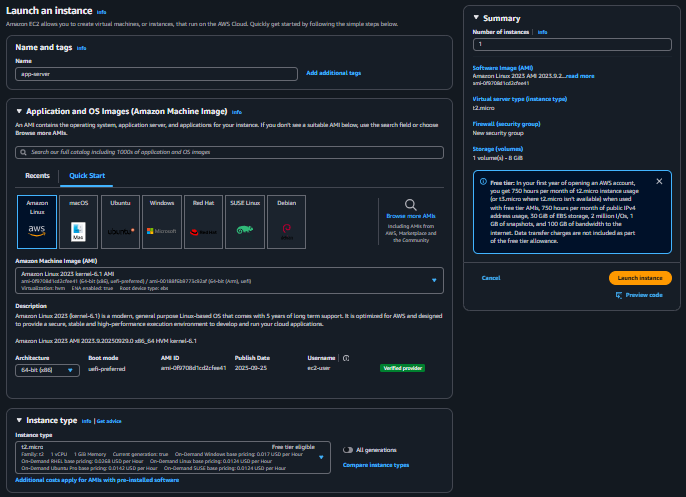 Launch an instance Info
Amazon EC2 allows you to create virtual machines, or instances, that run on the AWS Cloud. Quickly get started by following the simple steps below.
Name and tags Info
Name
app-server
Add additional tags
Application and OS Images (Amazon Machine Image) Info
An AMI contains the operating system, application server, and applications for your instance. If you don't see a suitable AMI below, use the search field or choose
Browse more AMIs.
Search our full catalog including 1000s of application and OS images
Recents
Quick Start
Amazon
Linux
aws
macOS
Mac
Ubuntu
ubuntu
Windows
Microsoft
Red Hat
Red Hat
SUSE Linux
Debian
Browse more AMIs
Including AMIs from
AWS, Marketplace and
the Community
Amazon Machine Image (AMI)
Amazon Linux 2023 kernel-6.1 AMI
ami-0f9708d1cd2cfee41 (64-bit (x86), uefi-preferred) / ami-00188f6b8773c92af (64-bit (Arm), uefi)
Virtualization: hvm ENA enabled: true Root device type: ebs
Description
Amazon Linux 2023 (kernel-6.1) is a modern, general purpose Linux-based OS that comes with 5 years of long term support. It is optimized for AWS and designed
to provide a secure, stable and high-performance execution environment to develop and run your cloud applications.
Amazon Linux 2023 AMI 2023.9.20250929.0 x86_64 HVM kernel-6.1
Architecture
64-bit (x86)
Boot mode
uefi-preferred
AMI ID
ami-0f9708d1cd2cfee41
Publish Date
2025-09-25
Username
ec2-user
Verified provider
Instance type Info | Get advice
Instance type
t2.micro
Free tier eligible
Family: t2 1 vCPU 1 GiB Memory Current generation: true On-Demand Windows base pricing: 0.017 USD per Hour
On-Demand RHEL base pricing: 0.0268 USD per Hour On-Demand Linux base pricing: 0.0124 USD per Hour
On-Demand Ubuntu Pro base pricing: 0.0142 USD per Hour On-Demand SUSE base pricing: 0.0124 USD per Hour
All generations
Compare instance types
Additional costs apply for AMIs with pre-installed software
Summary
Number of instances Info
1
Software Image (AMI)
Amazon Linux 2023 AMI 2023.9.2...read more
ami-0f9708d1cd2cfee41
Virtual server type (instance type)
t2.micro
Firewall (security group)
New security group
Storage (volumes)
1 volume(s) - 8 GiB
Free tier: In your first year of opening an AWS account,
you get 750 hours per month of t2.micro instance usage
(or t3.micro where t2.micro isn't available) when used
with free tier AMIs, 750 hours per month of public IPv4
address usage, 30 GiB of EBS storage, 2 million I/Os, 1
GB of snapshots, and 100 GB of bandwidth to the
internet. Data transfer charges are not included as part
of the free tier allowance.
Cancel
Launch instance
Preview code